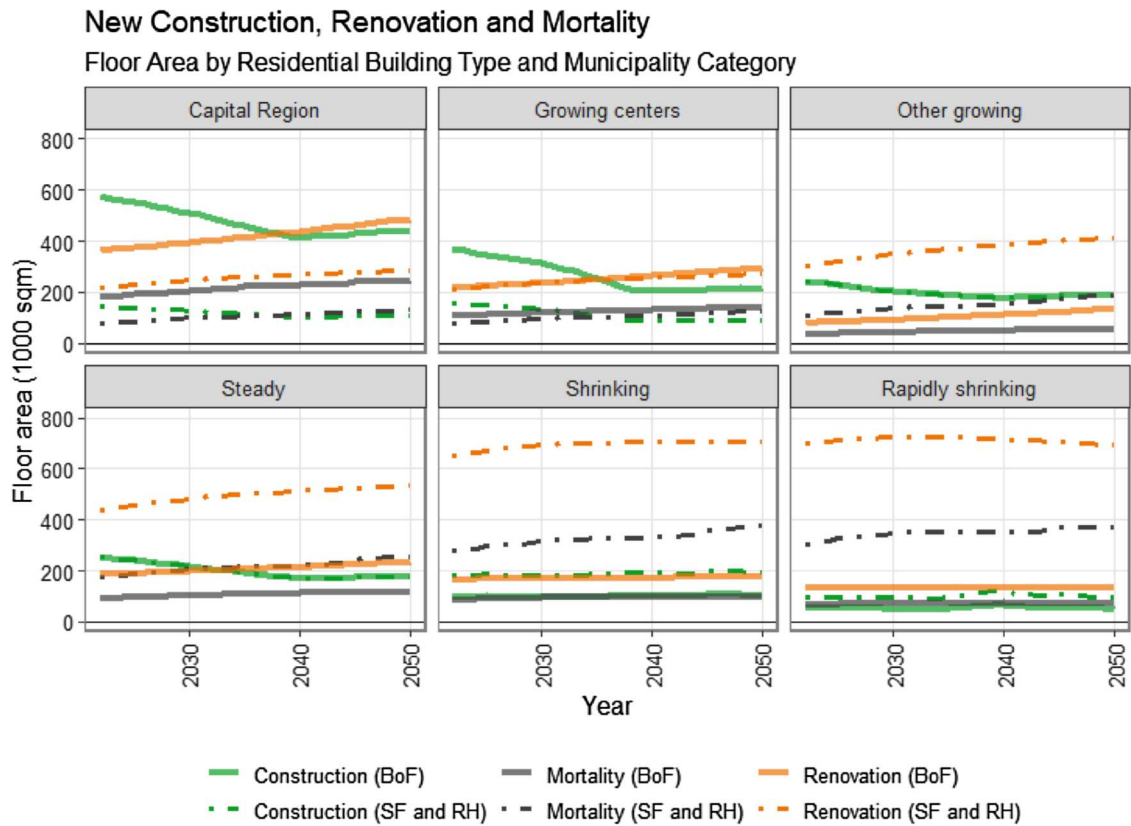 New Construction, Renovation and Mortality
Floor Area by Residential Building Type and Municipality Category
Capital Region
Growing centers
Other growing
800
600
400
200
0
Steady
Shrinking
Rapidly shrinking
800
600
400
200
0
Floor area (1000 sqm)
2030
2040
2050
2030
2040
2050
2030
2040
2050
Year
Construction (BoF)
Mortality (BoF)
Renovation (BoF)
Construction (SF and RH)
Mortality (SF and RH)
Renovation (SF and RH)